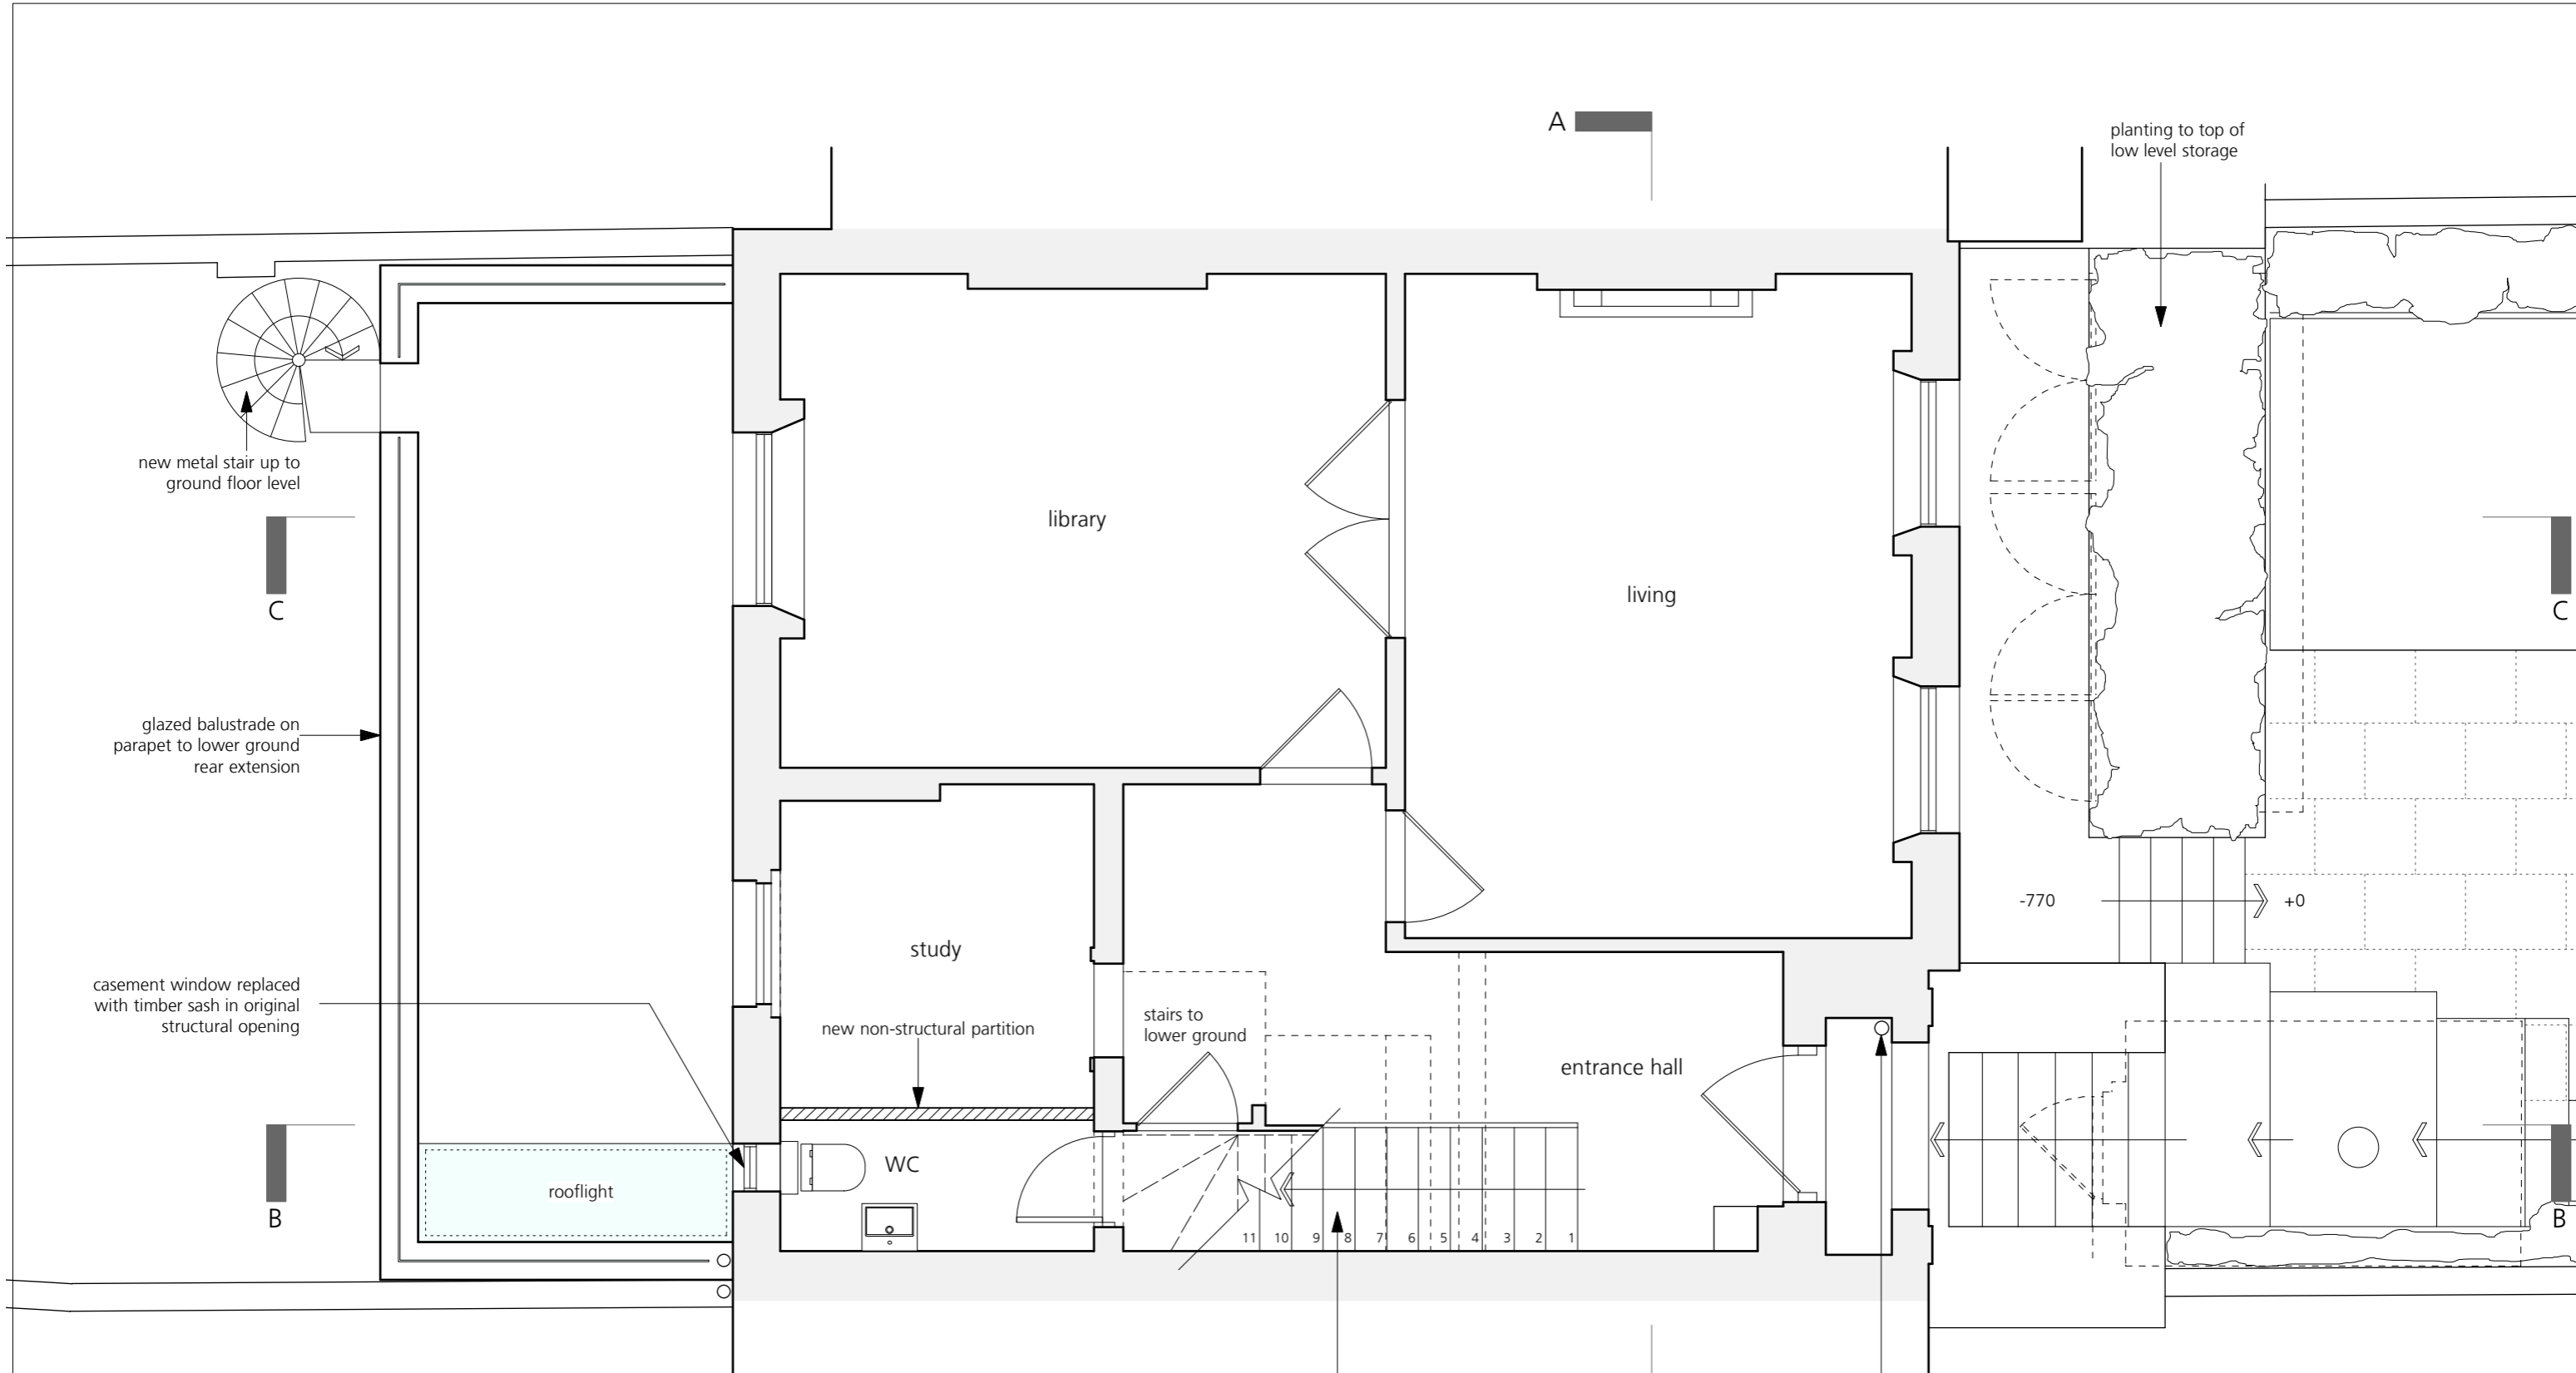 A
planting to top of
low level storage
new metal stair up to
ground floor level
C
library
living
C
glazed balustrade on
parapet to lower ground
rear extension
-770
+0
study
casement window replaced
with timber sash in original
structural opening
new non-structural partition
stairs to
lower ground
entrance hall
WC
rooflight
B
11 10 9 8 7 6 5 4 3 2 1
B